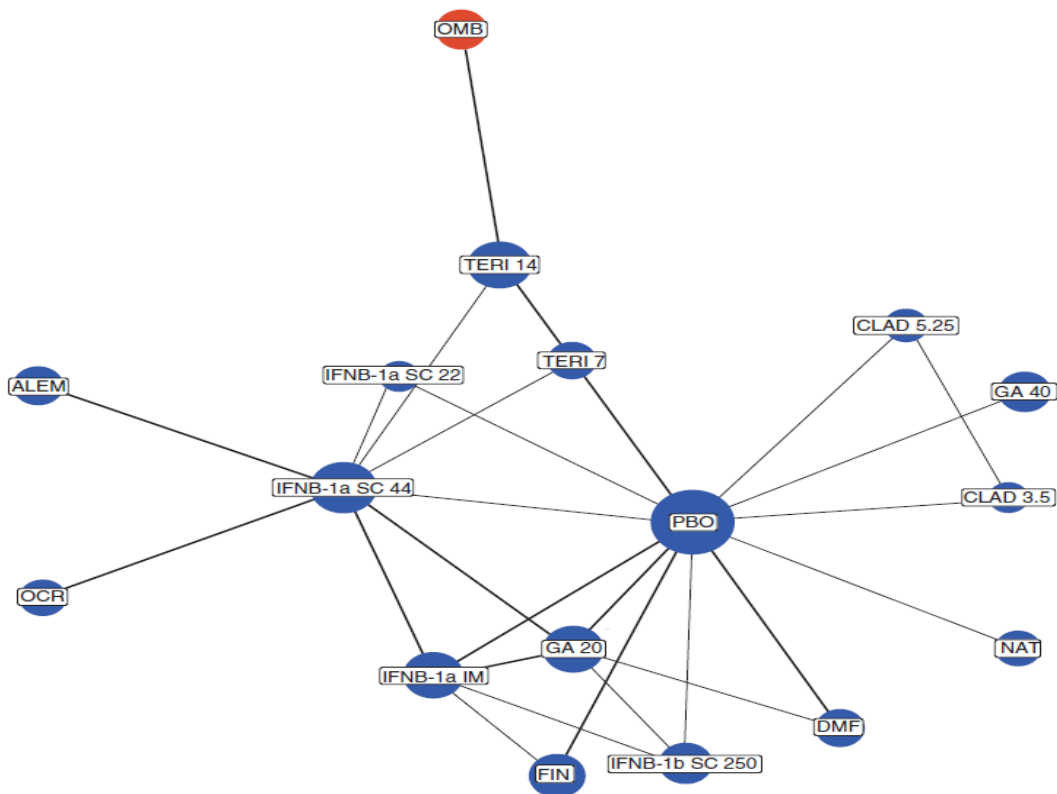 OMB
TERI 14
CLAD 5.25
TERI 7
IFNB-1a SC 22
ALEM
GA 40
IFNB-1a SC 44
CLAD 3.5
PBO
OCR
GA 20
NAT
IFNB-1a IM
DMF
IFNB-1b SC 250
FIN